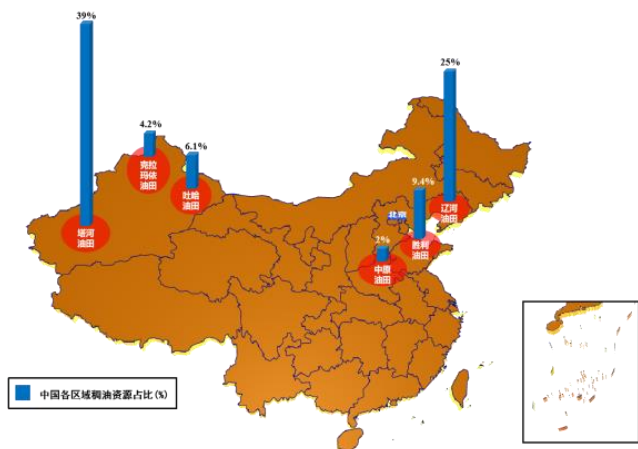 39%
25%
4.2%
6.1%
9.4%
2%
克拉
玛依
油田
吐哈
油田
塔河
油田
北京
辽河
油田
胜利
油田
中原
油田
中国各区域稠油资源占比(%)